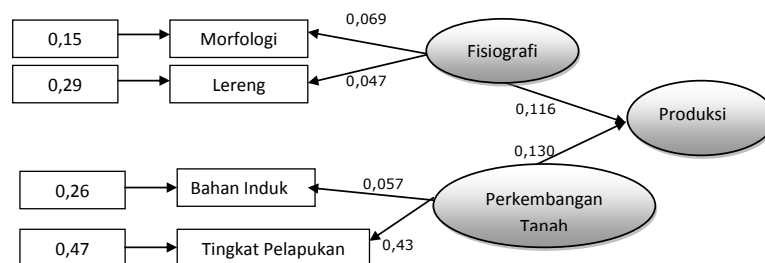 0,069
0,15
Morfologi
Fisiografi
0,29
Lereng
0,047
0,116
Produksi
0,130
0,26
Bahan Induk
0,057
Perkembangan
Tanah
0,47
Tingkat Pelapukan
0,43